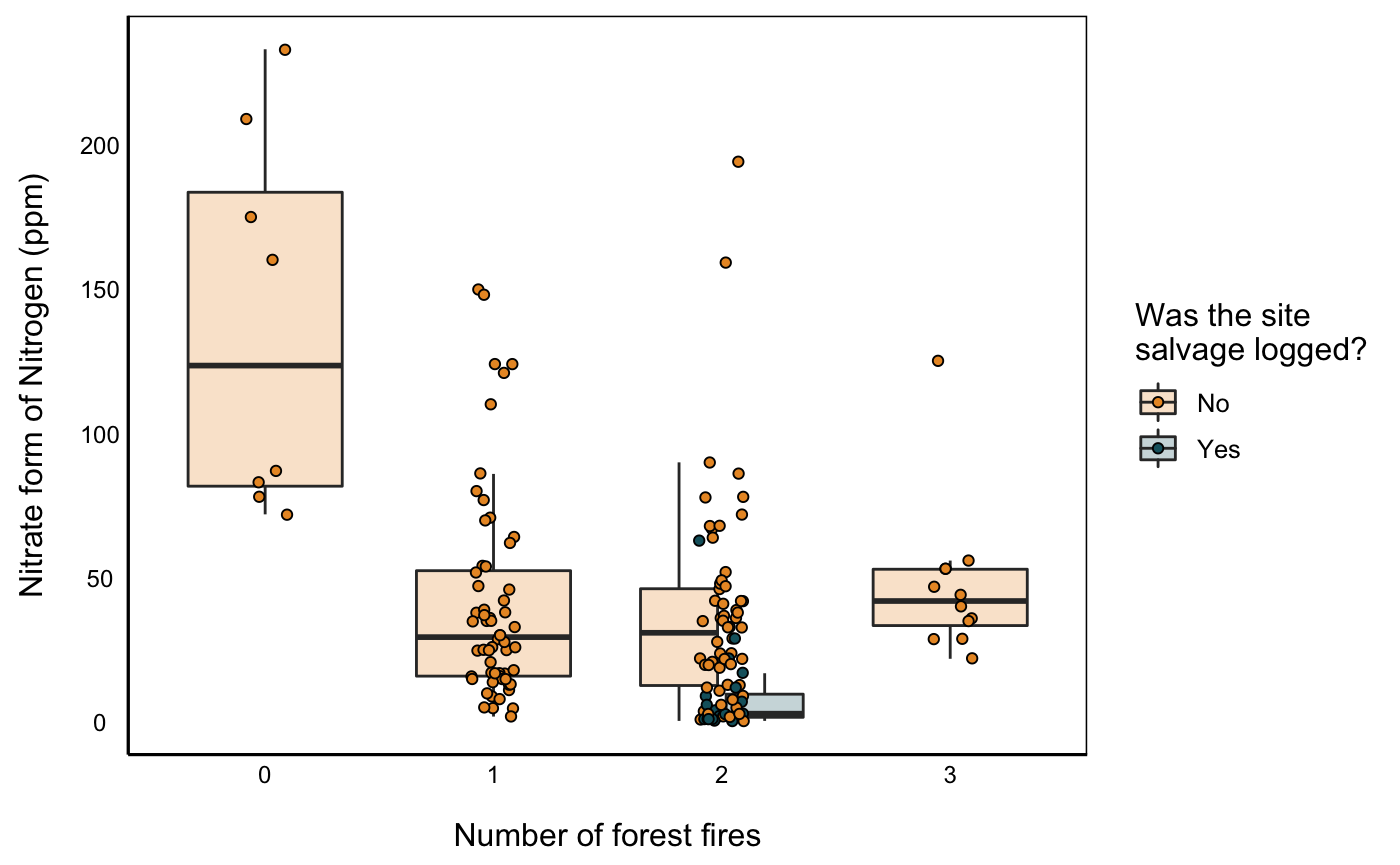 Nitrate form of Nitrogen (ppm)
200
150
100
50
0
0 1 2 3
Number of forest fires
Was the site
salvage logged?
No
Yes